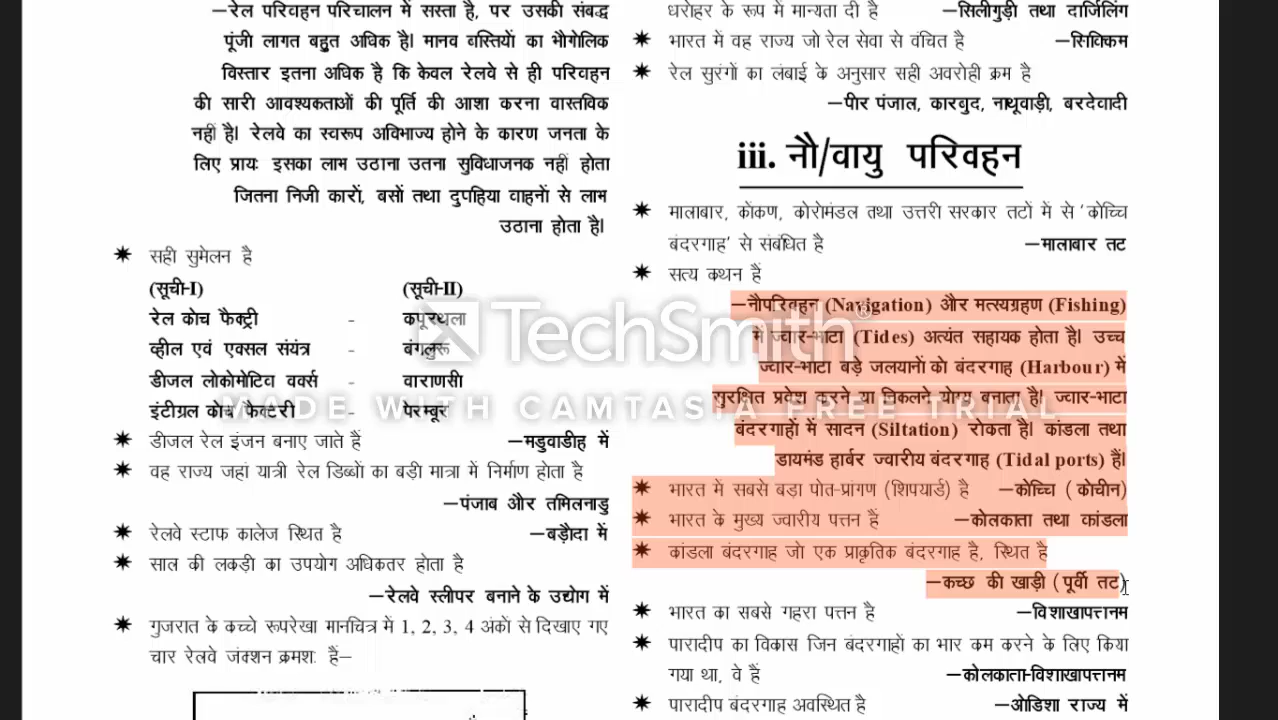 –रेल परिवहन परिचालन में सस्ता है, पर उसकी संबद्ध
पूंजी लागत बहुत अधिक है। मानव बस्तियों का भौगोलिक
विस्तार इतना अधिक है कि केवल रेलवे से ही परिवहन
की सारी आवश्यकताओं की पूर्ति की आशा करना वास्तविक
नहीं है। रेलवे का स्वरूप अविभाज्य होने के कारण जनता के
लिए प्रायः इसका लाभ उठाना उतना सुविधाजनक नहीं होता
जितना निजी कारों, बसों तथा दुपहिया वाहनों से लाभ
उठाना होता है।
✷ सही सुमेलन है
(सूची-I) (सूची-II)
रेल कोच फैक्ट्री - कपूरथला
व्हील एवं एक्सल संयंत्र - बंगलुरू
डीजल लोकोमोटिव वर्क्स - वाराणसी
इंटीग्रल कोच फैक्टरी - पेरम्बूर
✷ डीजल रेल इंजन बनाए जाते हैं –मडुवाडीह में
✷ वह राज्य जहां यात्री रेल डिब्बों का बड़ी मात्रा में निर्माण होता है
–पंजाब और तमिलनाडु
✷ रेलवे स्टाफ कालेज स्थित है –बड़ौदा में
✷ साल की लकड़ी का उपयोग अधिकतर होता है
–रेलवे स्लीपर बनाने के उद्योग में
✷ गुजरात के कच्चे रूपरेखा मानचित्र में 1, 2, 3, 4 अंकों से दिखाए गए
चार रेलवे जंक्शन क्रमशः हैं–
धरोहर के रूप में मान्यता दी है –सिलीगुड़ी तथा दार्जिलिंग
✷ भारत में वह राज्य जो रेल सेवा से वंचित है –सिक्किम
✷ रेल सुरंगों का लंबाई के अनुसार सही अवरोही क्रम है
–पीर पंजाल, कारबुद, नाथूवाड़ी, बरदेवादी
iii. नौ/वायु परिवहन
✷ मालाबार, कोंकण, कोरोमंडल तथा उत्तरी सरकार तटों में से 'कोच्चि
बंदरगाह' से संबंधित है –मालाबार तट
✷ सत्य कथन हैं
–नौपरिवहन (Navigation) और मत्स्यग्रहण (Fishing)
में ज्वार-भाटा (Tides) अत्यंत सहायक होता है। उच्च
ज्वार-भाटा बड़े जलयानों को बंदरगाह (Harbour) में
सुरक्षित प्रवेश करने या निकलने योग्य बनाता है। ज्वार-भाटा
बंदरगाहों में सादन (Siltation) रोकता है। कांडला तथा
डायमंड हार्बर ज्वारीय बंदरगाह (Tidal ports) हैं।
✷ भारत में सबसे बड़ा पोत-प्रांगण (शिपयार्ड) है –कोच्चि (कोचीन)
✷ भारत के मुख्य ज्वारीय पत्तन हैं –कोलकाता तथा कांडला
✷ कांडला बंदरगाह जो एक प्राकृतिक बंदरगाह है, स्थित है
–कच्छ की खाड़ी (पूर्वी तट)
✷ भारत का सबसे गहरा पत्तन है –विशाखापत्तनम
✷ पारादीप का विकास जिन बंदरगाहों का भार कम करने के लिए किया
गया था, वे हैं –कोलकाता-विशाखापत्तनम
✷ पारादीप बंदरगाह अवस्थित है –ओडिशा राज्य में
TechSmith®
MADE WITH CAMTASIA FREE TRIAL